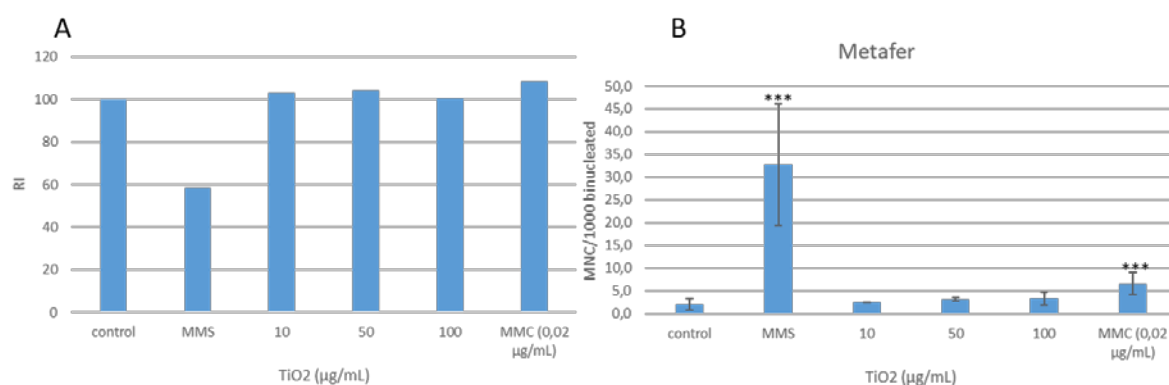 A
120
100
80
60
40
20
0
RI
control MMS 10 50 100 MMC (0,02
µg/mL)
TiO2 (µg/mL)
B
Metafer
50,0
45,0
40,0
35,0
30,0
25,0
20,0
15,0
10,0
5,0
0,0
MNC/1000 binucleated
***
***
control MMS 10 50 100 MMC (0,02
µg/mL)
TiO2 (µg/mL)